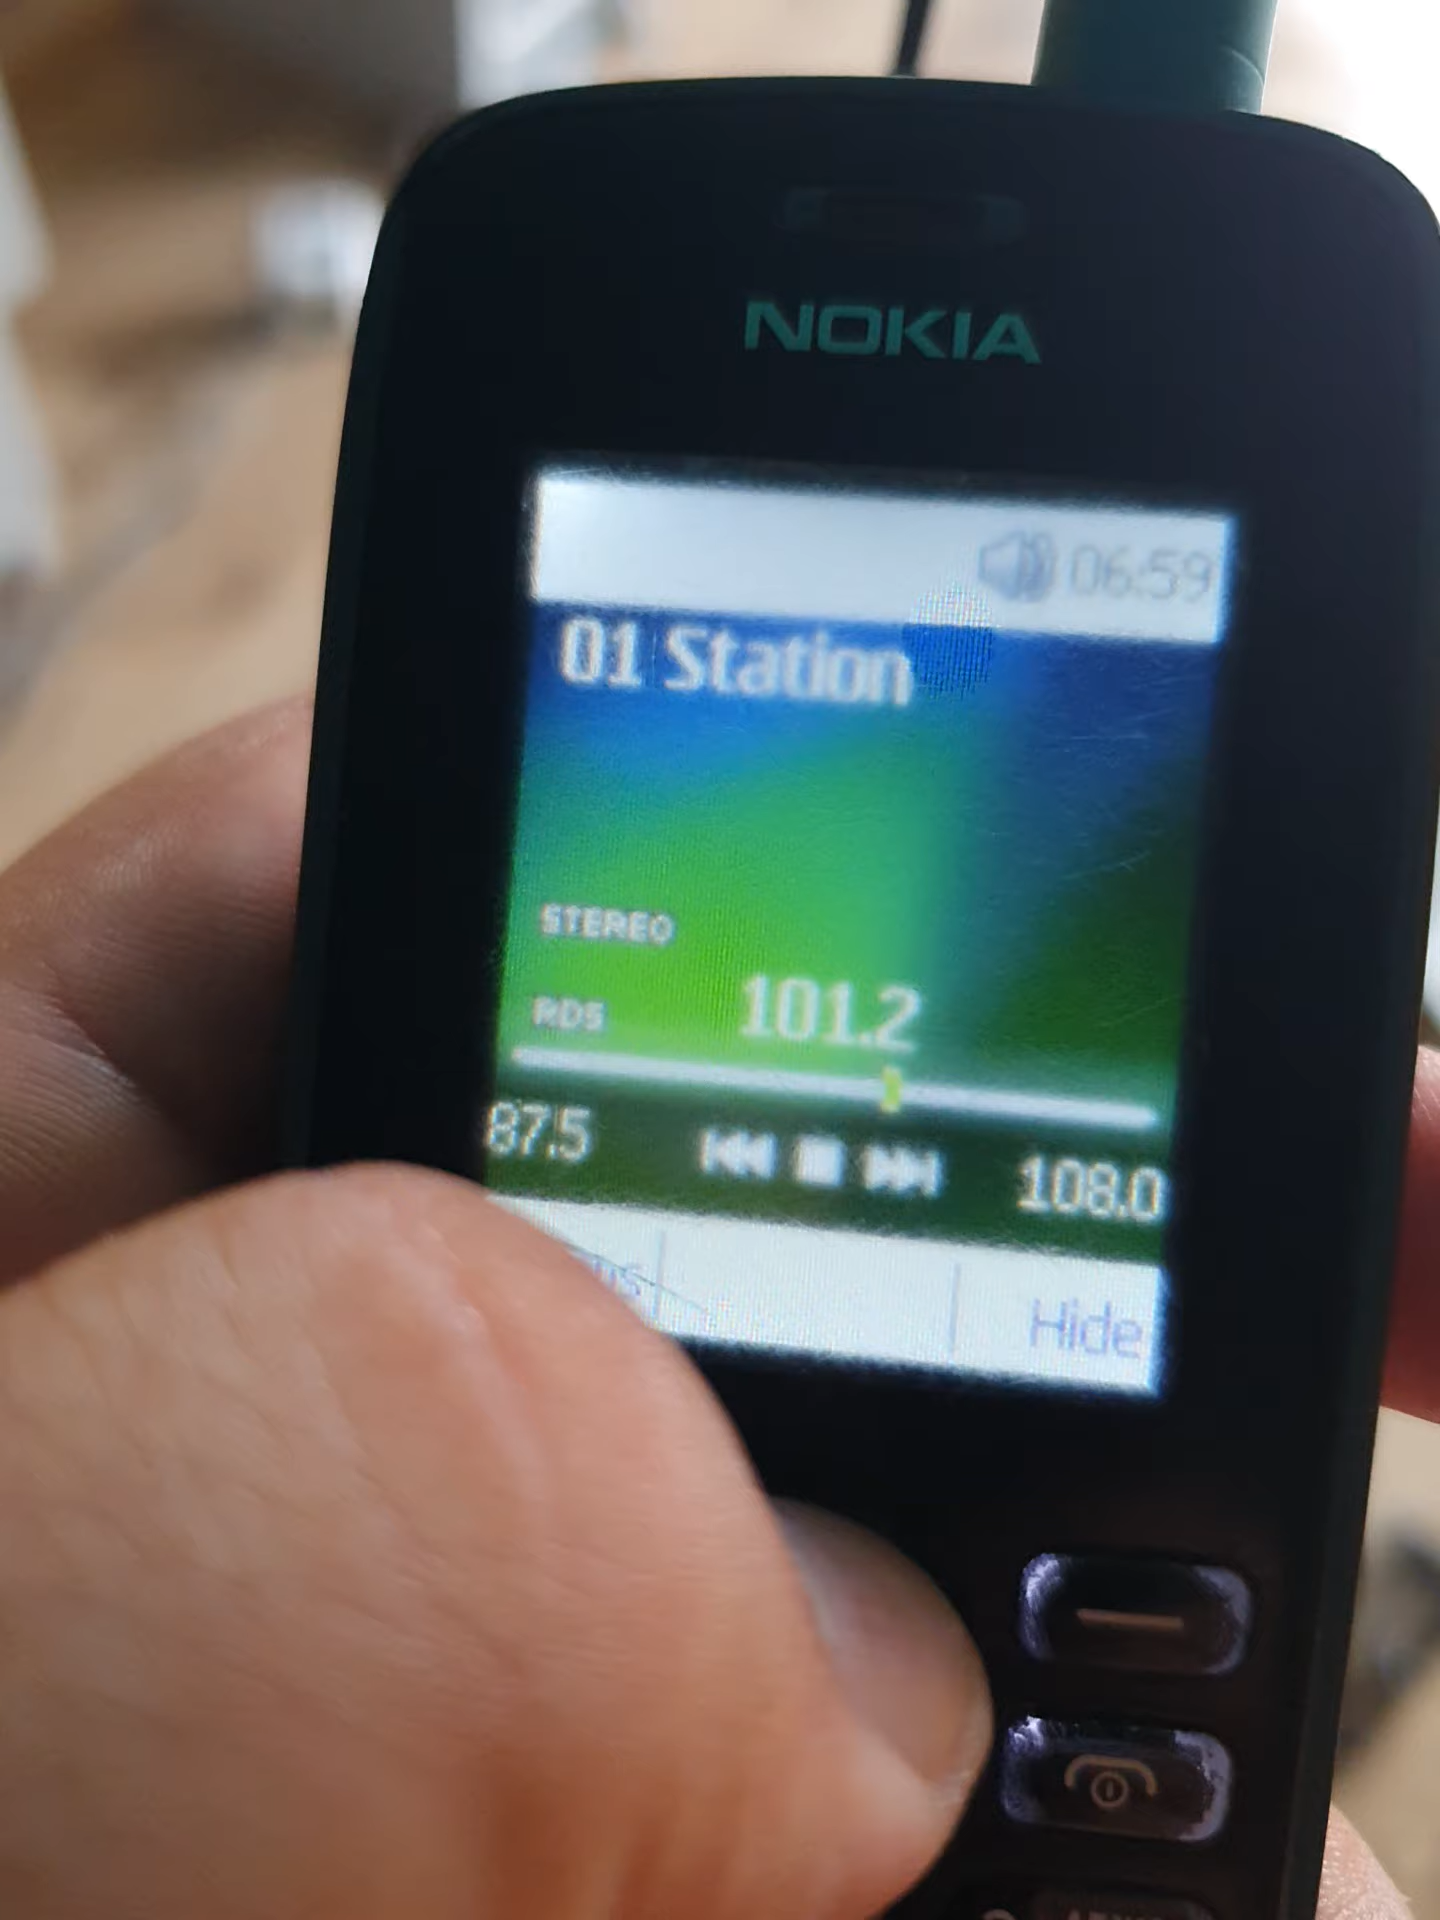 NOKIA
06:59
01 Station
STEREO
RDS 101.2
87.5 108.0
Hide